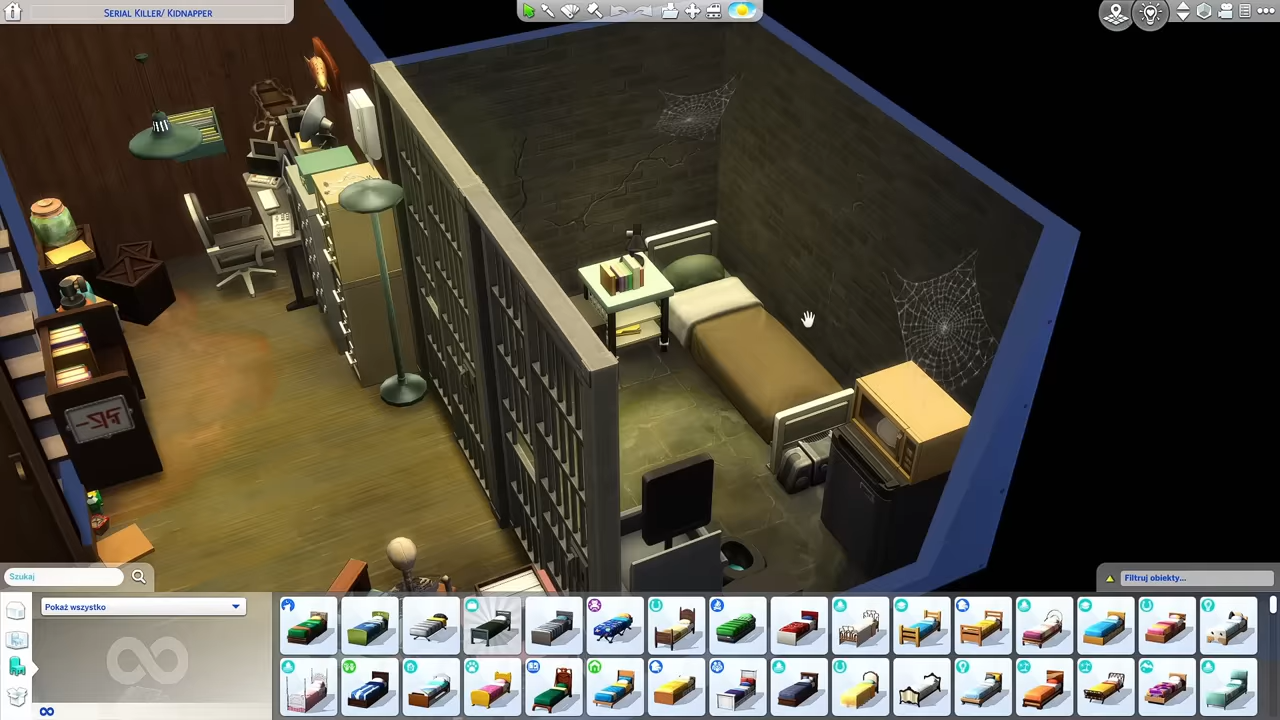 Serial Killer/ Kidnapper
Szukaj
Filtruj obiekty...
Pokaż wszystko